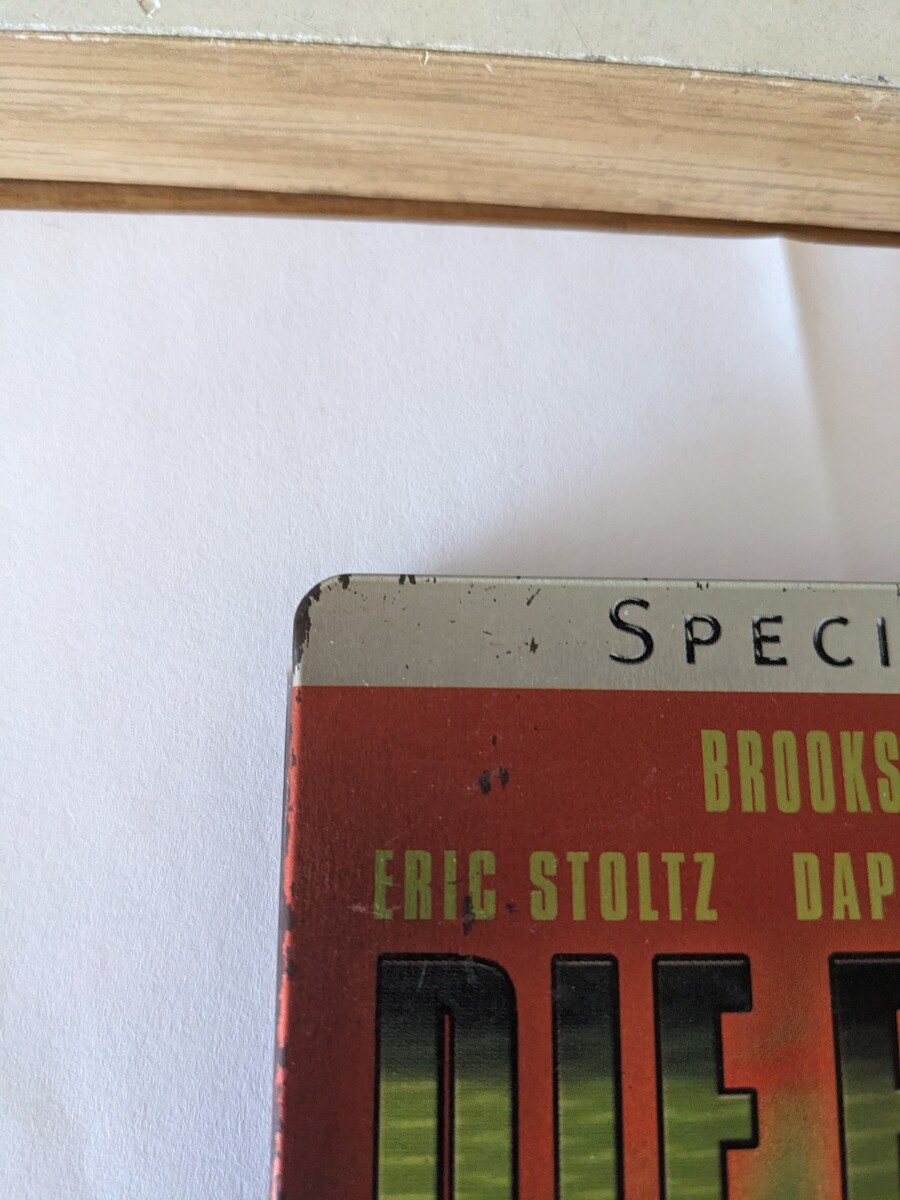 SPECI
BROOKS
ERIC STOLTZ DAP
DIE